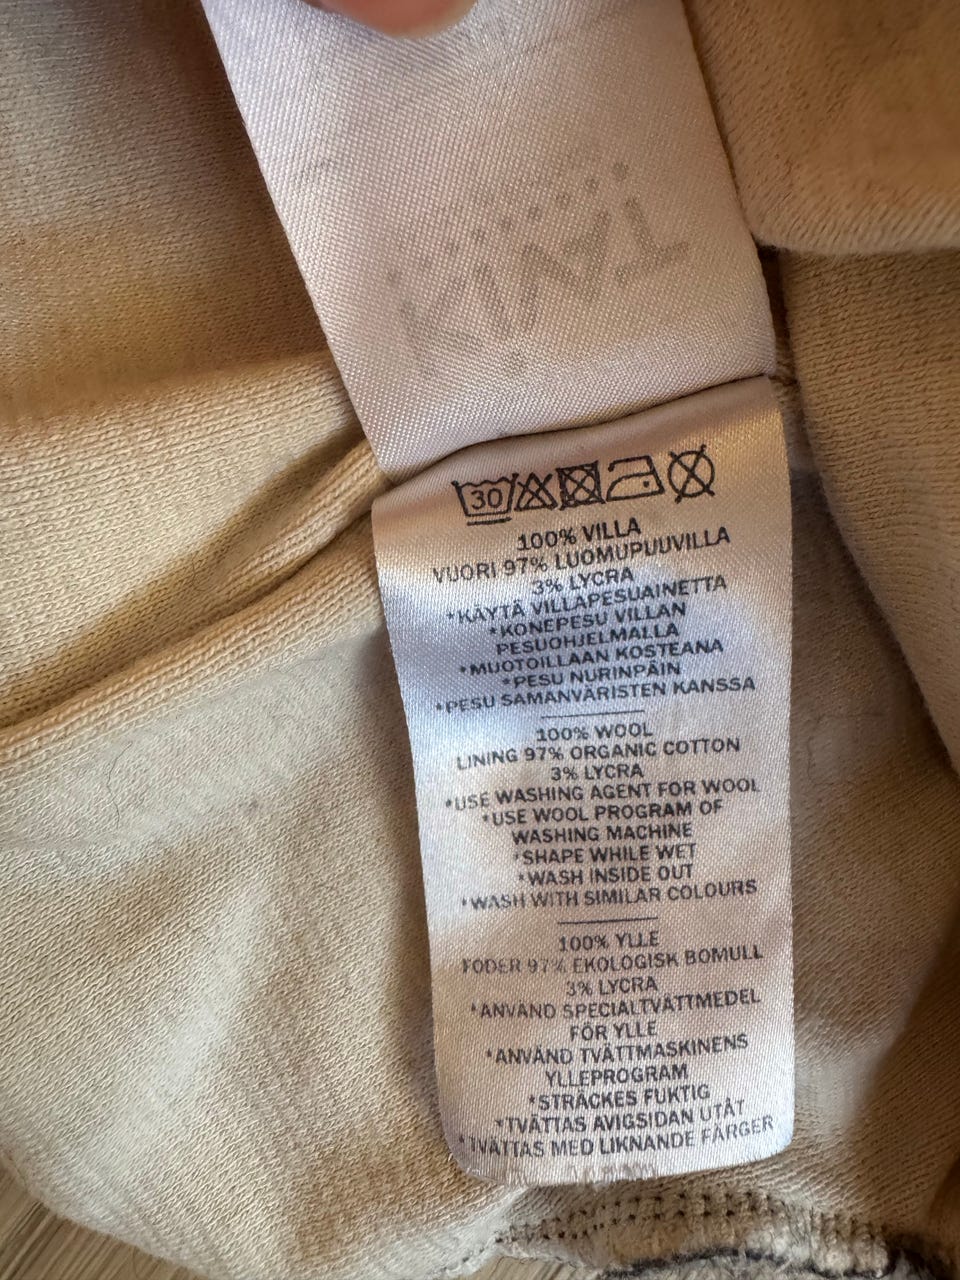 30
100% VILLA
VUORI 97% LUOMUPUUVILLA
3% LYCRA
*KÄYTÄ VILLAPESUAINETTA
*KONEPESU VILLAN
PESUOHJELMALLA
*MUOTOILLAAN KOSTEANA
*PESU NURINPÄIN
*PESU SAMANVÄRISTEN KANSSA
100% WOOL
LINING 97% ORGANIC COTTON
3% LYCRA
*USE WASHING AGENT FOR WOOL
*USE WOOL PROGRAM OF
WASHING MACHINE
*SHAPE WHILE WET
*WASH INSIDE OUT
*WASH WITH SIMILAR COLOURS
100% YLLE
FODER 97% EKOLOGISK BOMULL
3% LYCRA
*ANVÄND SPECIALTVÄTTMEDEL
FÖR YLLE
*ANVÄND TVÄTTMASKINENS
YLLEPROGRAM
*STRÄCKES FUKTIG
*TVÄTTAS AVIGSIDAN UTÅT
*TVÄTTAS MED LIKNANDE FÄRGER